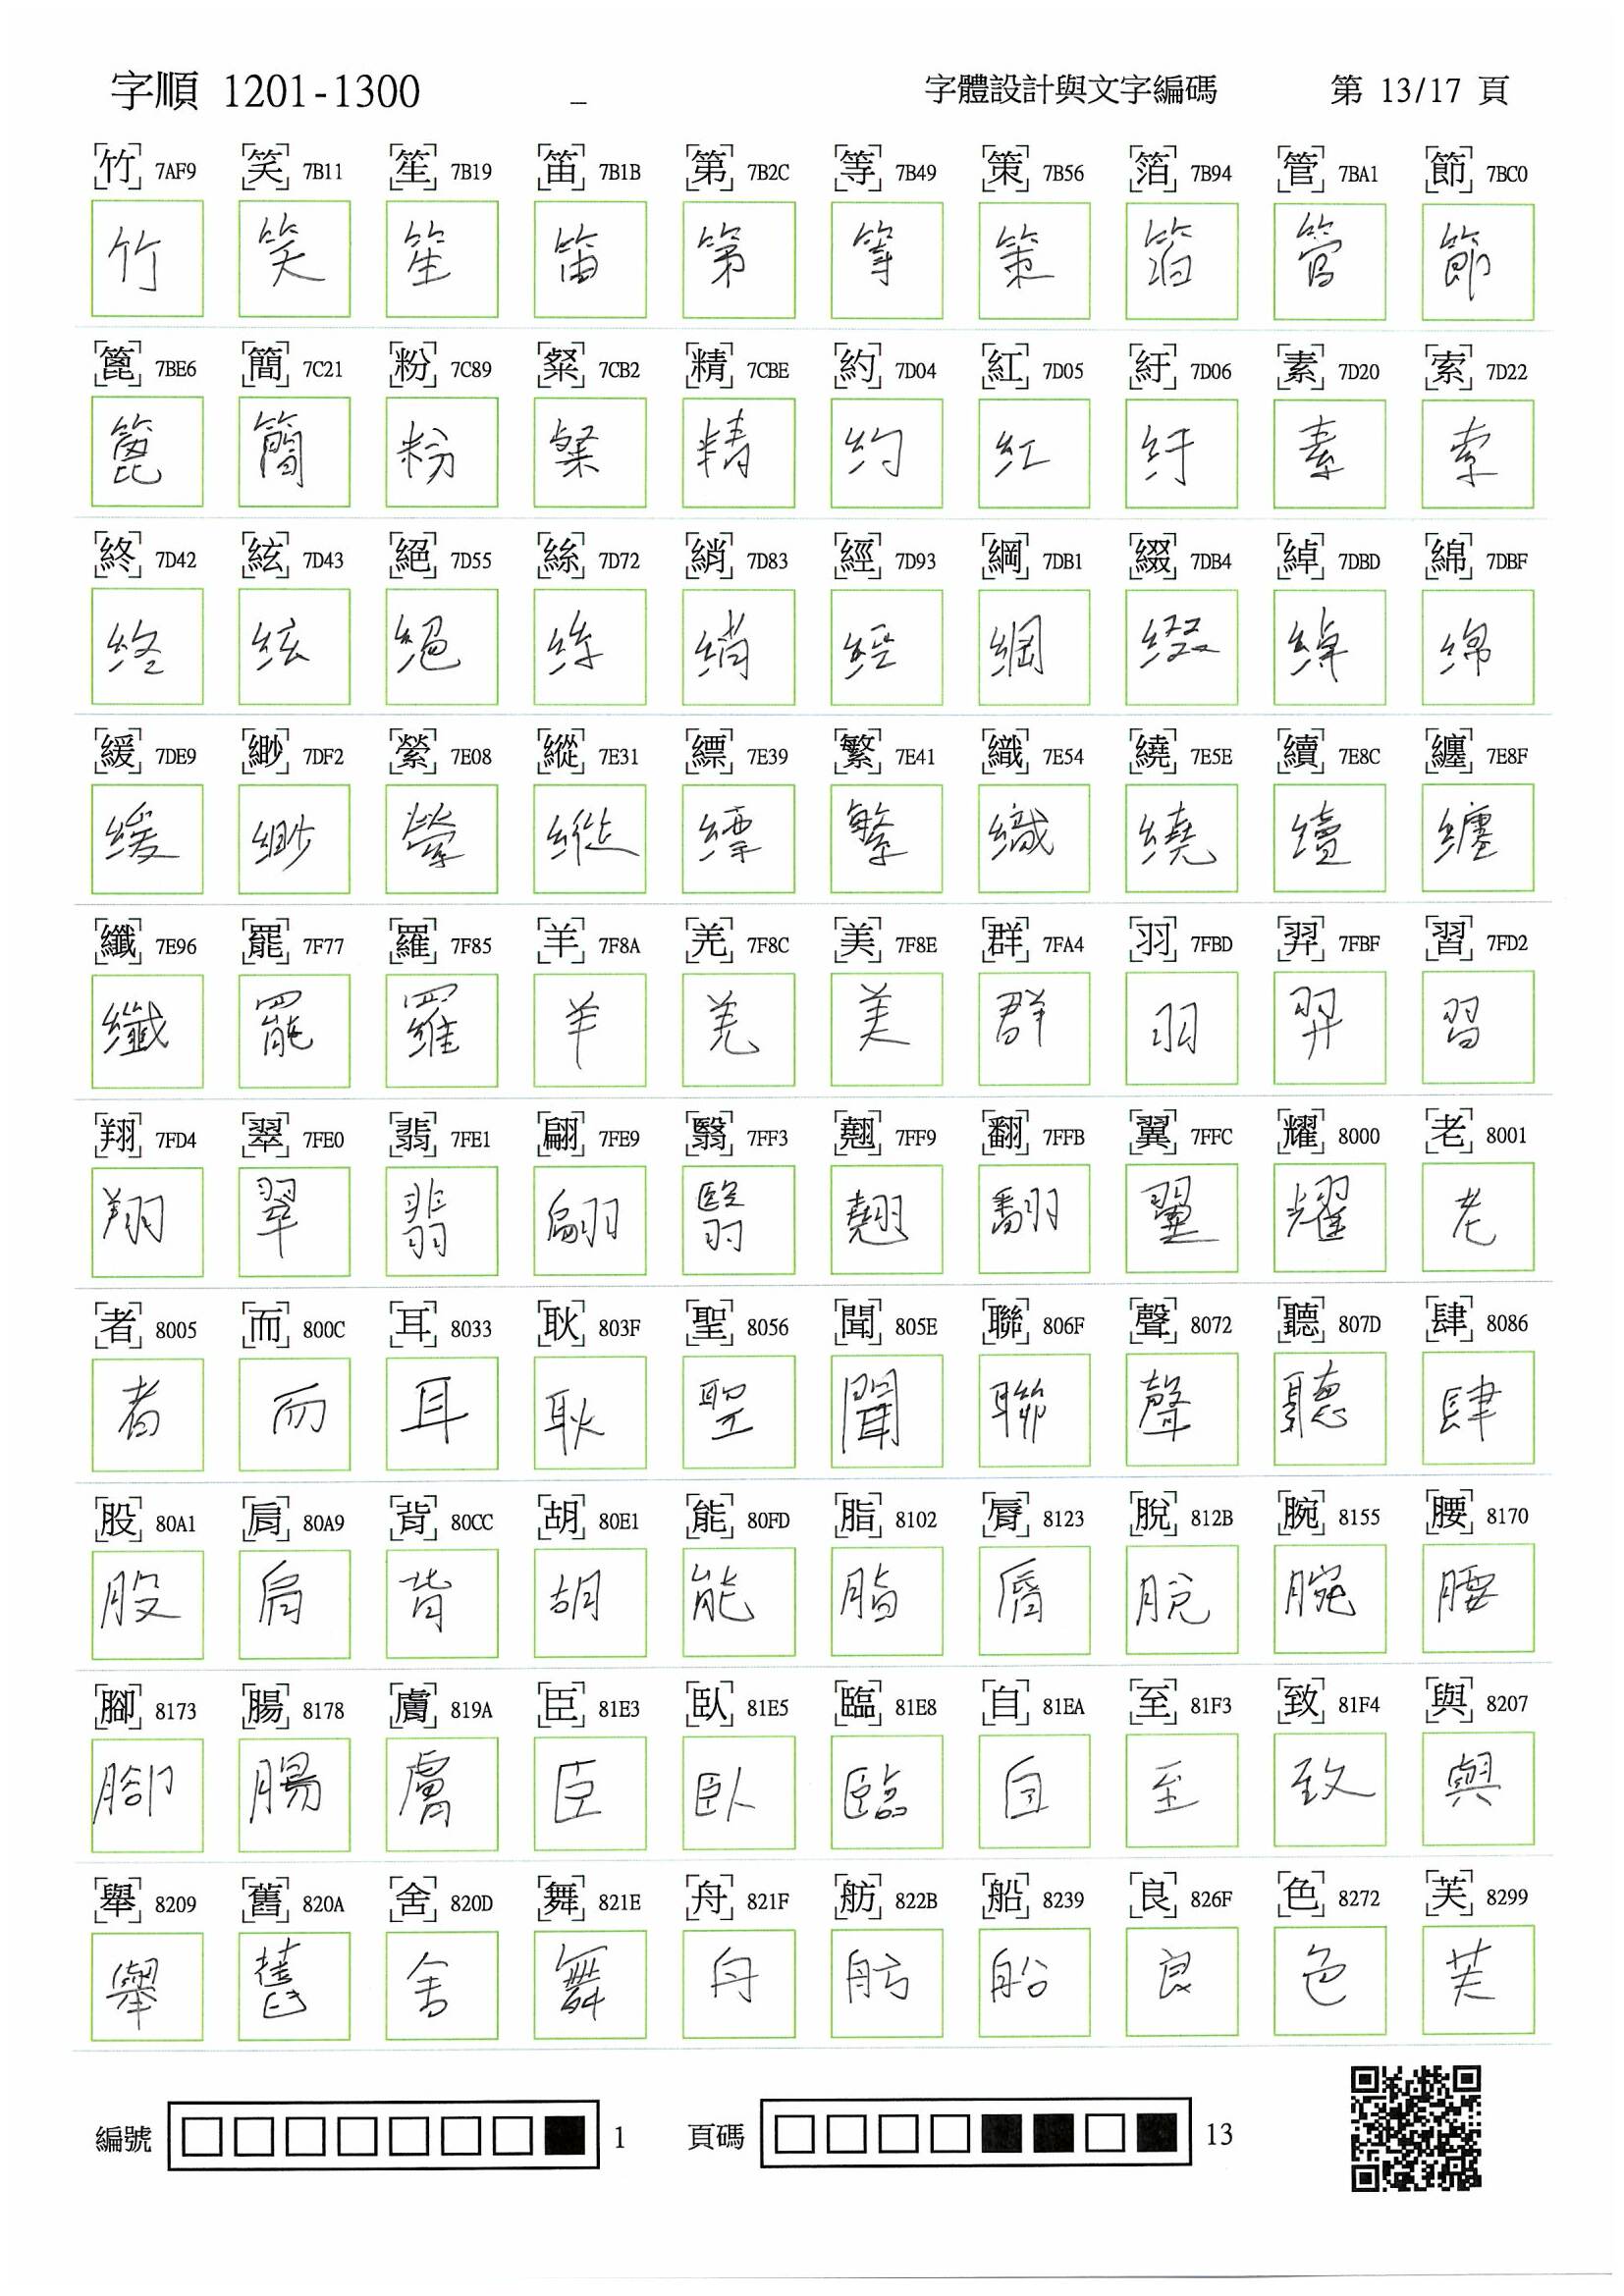 字順 1201-1300 _ 字體設計與文字編碼 第 13/17 頁
竹 7AF9 笑 7B11 笙 7B19 笛 7B1B 第 7B2C 等 7B49 策 7B56 箔 7B94 管 7BA1 節 7BC0
竹 笑 笙 笛 第 等 策 箔 管 節
篦 7BE6 簡 7C21 粉 7C89 粲 7CB2 精 7CBE 約 7D04 紅 7D05 紆 7D06 素 7D20 索 7D22
篦 簡 粉 粲 精 約 紅 紆 素 索
終 7D42 絃 7D43 絕 7D55 絲 7D72 綃 7D83 經 7D93 綱 7DB1 綴 7DB4 綽 7DBD 綿 7DBF
終 絃 絕 絲 綃 經 綱 綴 綽 綿
緩 7DE9 緲 7DF2 縈 7E08 縱 7E31 縹 7E39 繁 7E41 織 7E54 繞 7E5E 續 7E8C 纏 7E8F
緩 緲 縈 縱 縹 繁 織 繞 續 纏
纖 7E96 罷 7F77 羅 7F85 羊 7F8A 羌 7F8C 美 7F8E 群 7FA4 羽 7FBD 羿 7FBF 習 7FD2
纖 罷 羅 羊 羌 美 群 羽 羿 習
翔 7FD4 翠 7FE0 翡 7FE1 翩 7FE9 翳 7FF3 翹 7FF9 翻 7FFB 翼 7FFC 耀 8000 老 8001
翔 翠 翡 翩 翳 翹 翻 翼 耀 老
者 8005 而 800C 耳 8033 耿 803F 聖 8056 聞 805E 聯 806F 聲 8072 聽 807D 肆 8086
者 而 耳 耿 聖 聞 聯 聲 聽 肆
股 80A1 肩 80A9 背 80CC 胡 80E1 能 80FD 脂 8102 脣 8123 脫 812B 腕 8155 腰 8170
股 肩 背 胡 能 脂 脣 脫 腕 腰
腳 8173 腸 8178 膚 819A 臣 81E3 臥 81E5 臨 81E8 自 81EA 至 81F3 致 81F4 與 8207
腳 腸 膚 臣 臥 臨 自 至 致 與
舉 8209 舊 820A 舍 820D 舞 821E 舟 821F 舫 822B 船 8239 良 826F 色 8272 芙 8299
舉 舊 舍 舞 舟 舫 船 良 色 芙
編號 1 頁碼 13